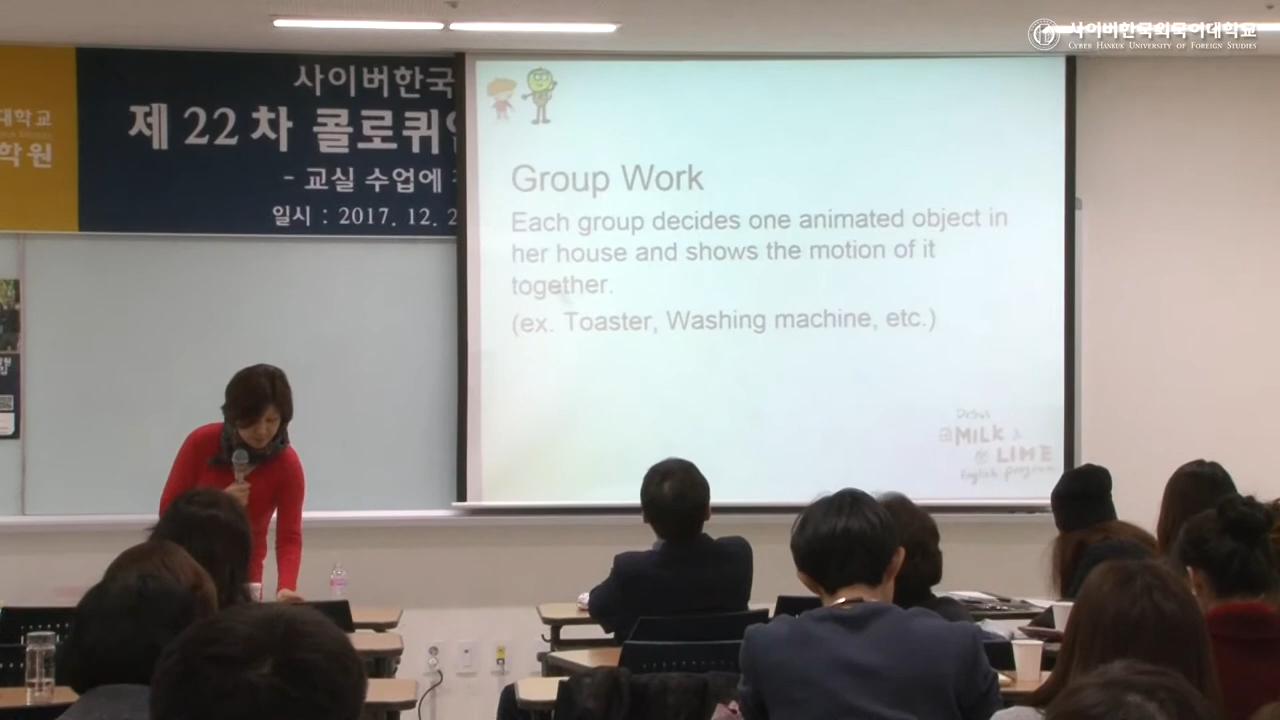 사이버한국외국어대학교
CYBER HANKUK UNIVERSITY OF FOREIGN STUDIES
대학교
학원
사이버한국
제 22 차 콜로퀴
- 교실 수업에
일시 : 2017. 12. 2
Group Work
Each group decides one animated object in
her house and shows the motion of it
together.
(ex. Toaster, Washing machine, etc.)
MILK &
LIME
English program